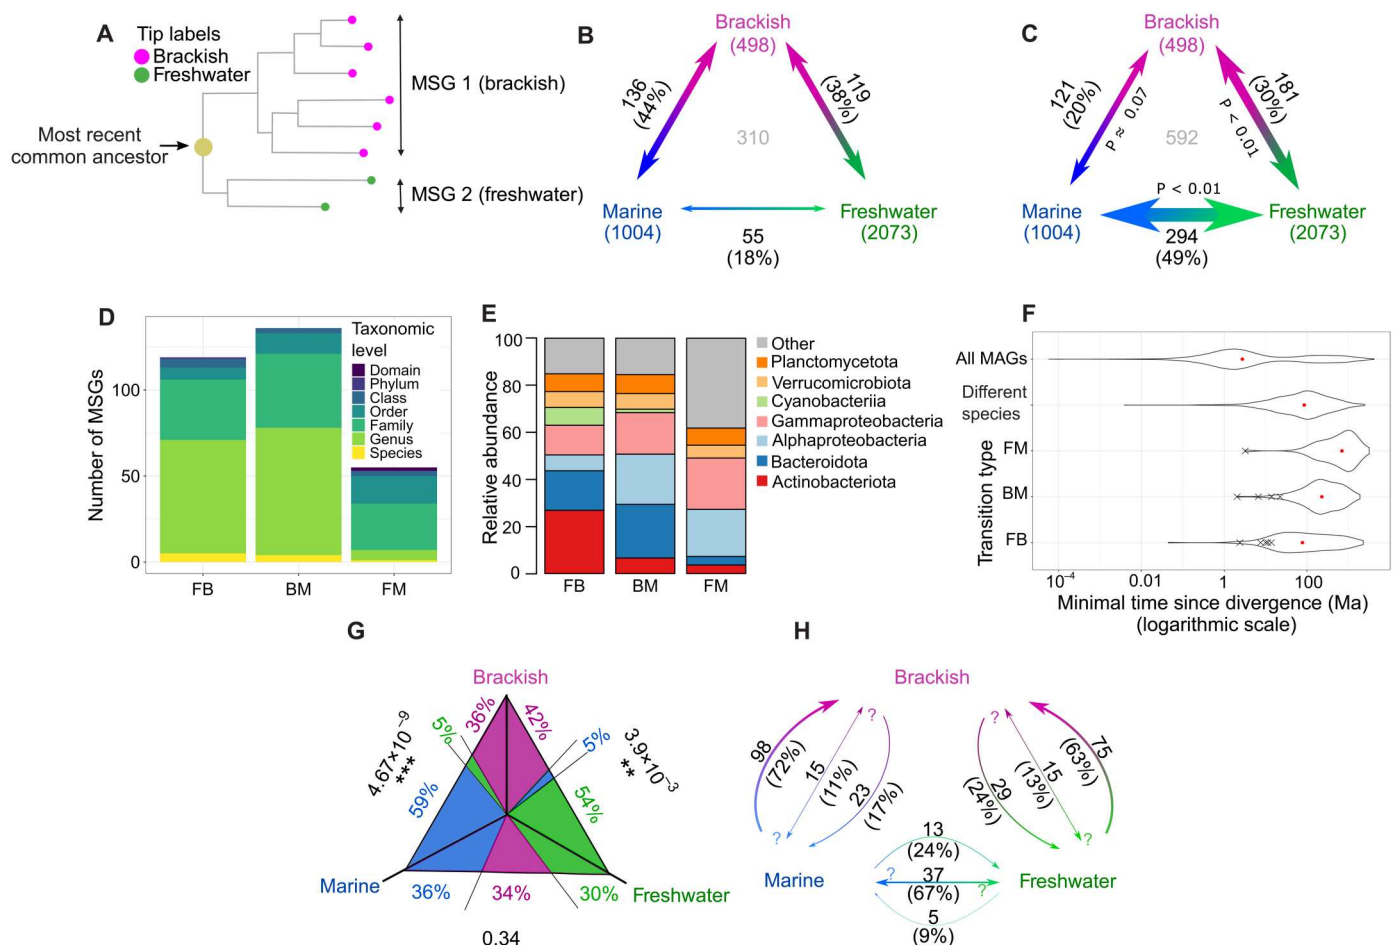 A
Tip labels
Brackish
Freshwater
Most recent
common ancestor
MSG 1 (brackish)
MSG 2 (freshwater)
B
Brackish
(498)
136
(44%)
119
(38%)
310
Marine
(1004)
Freshwater
(2073)
55
(18%)
C
Brackish
(498)
121
(20%)
P ≈ 0.07
181
(30%)
P < 0.01
592
P < 0.01
Marine
(1004)
Freshwater
(2073)
294
(49%)
D
Number of MSGs
100
50
0
FB
BM
FM
Taxonomic
level
Domain
Phylum
Class
Order
Family
Genus
Species
E
Relative abundance
100
80
60
40
20
0
FB
BM
FM
Other
Planctomycetota
Verrucomicrobiota
Cyanobacteriia
Gammaproteobacteria
Alphaproteobacteria
Bacteroidota
Actinobacteriota
F
Transition type
All MAGs
Different
species
FM
BM
FB
10⁻⁴
0.01
1
100
Minimal time since divergence (Ma)
(logarithmic scale)
G
Brackish
4.67×10⁻⁹
***
5%
36%
42%
5%
3.9×10⁻³
**
59%
54%
Marine
36%
34%
30%
Freshwater
0.34
H
Brackish
98
(72%)
15
(11%)
23
(17%)
?
?
29
(24%)
15
(13%)
75
(63%)
?
?
Marine
13
(24%)
?
37
(67%)
?
5
(9%)
Freshwater